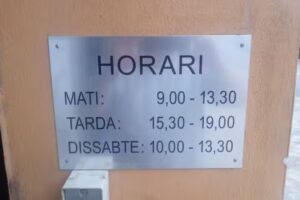 HORARI
MATI: 9,00 - 13,30
TARDA: 15,30 - 19,00
DISSABTE: 10,00 - 13,30